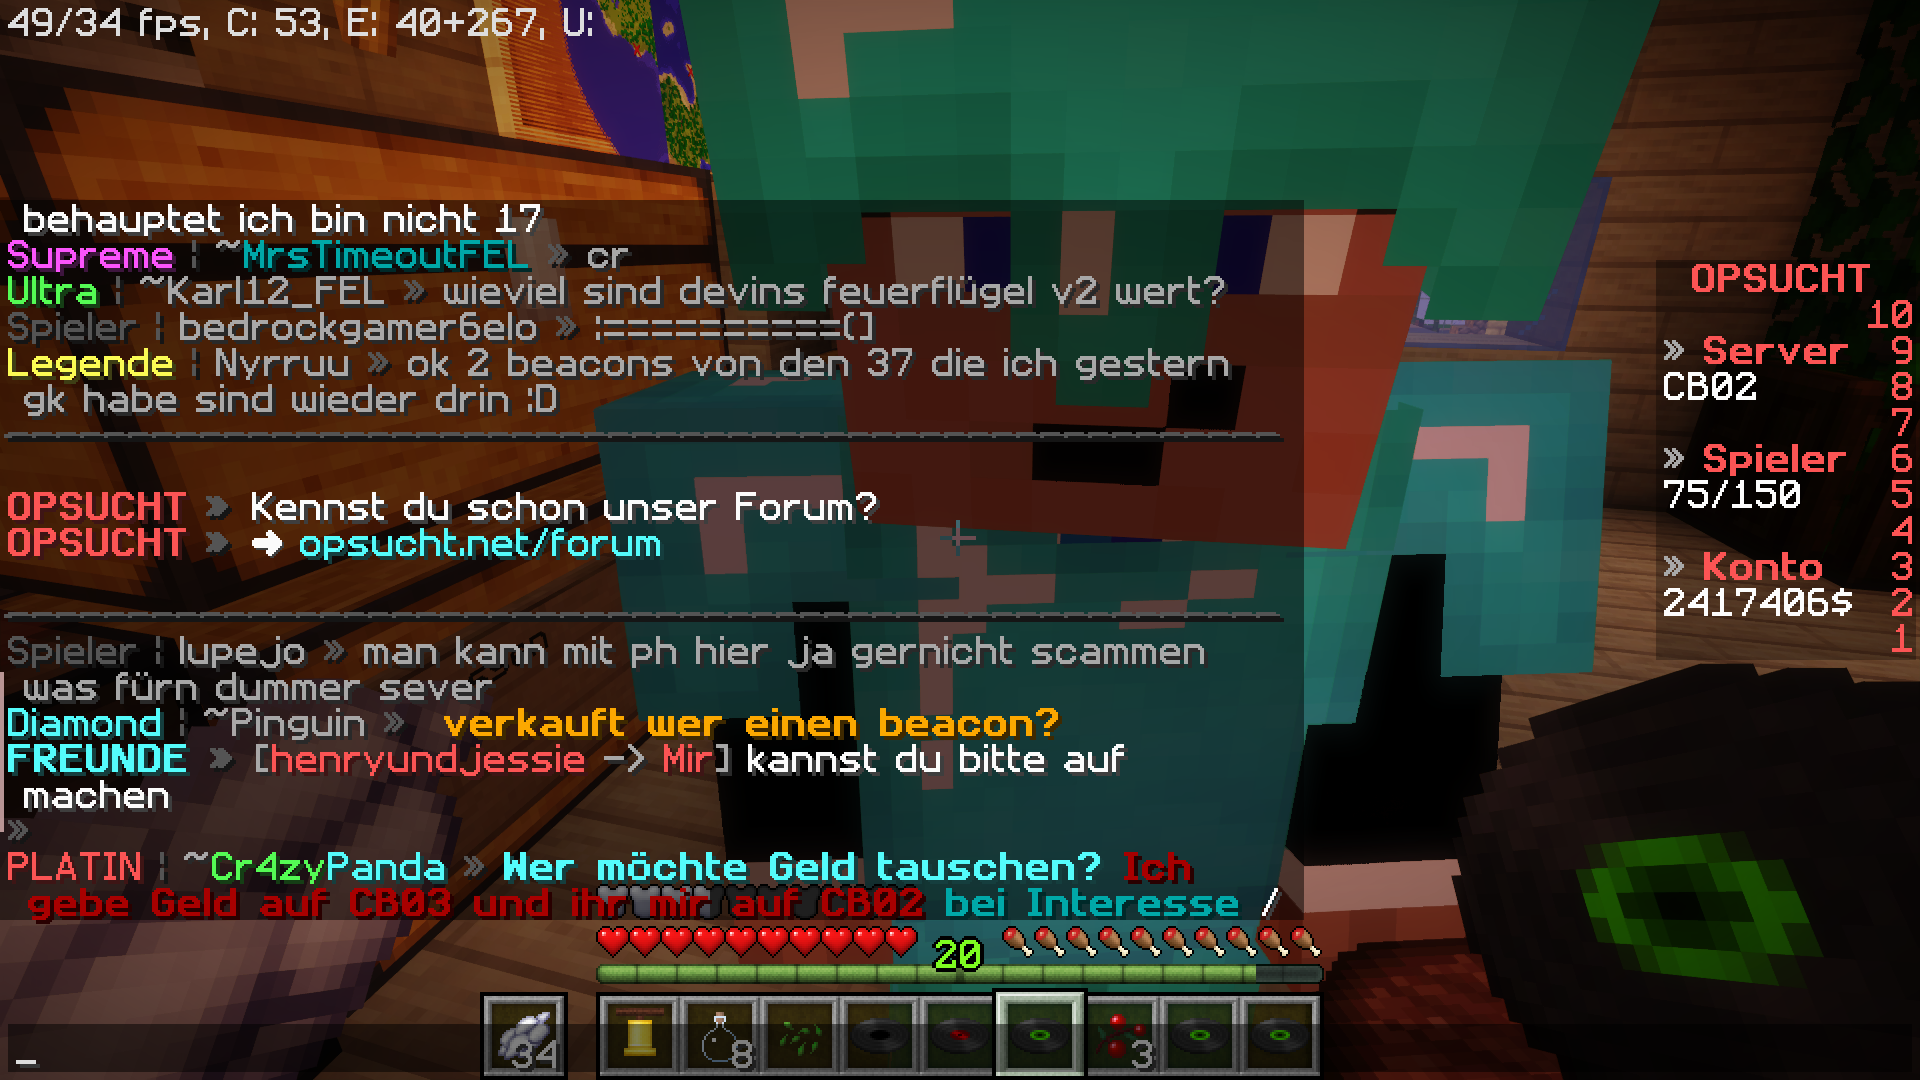 49/34 fps, C: 53, E: 40+267, U:
behauptet ich bin nicht 17
Supreme ¦ ~MrsTimeoutFEL » cr
Ultra ¦ ~Karl12_FEL » wieviel sind devins feuerflügel v2 wert?
Spieler ¦ bedrockgamer6elo » :===========()
Legende ¦ Nyrruu » ok 2 beacons von den 37 die ich gestern
gk habe sind wieder drin :D
OPSUCHT » Kennst du schon unser Forum?
OPSUCHT » ➜ opsucht.net/forum
Spieler ¦ lupejo » man kann mit ph hier ja gernicht scammen
was fürn dummer sever
Diamond ¦ ~Pinguin » verkauft wer einen beacon?
FREUNDE » [henryundjessie -> Mir] kannst du bitte auf
machen
»
PLATIN ¦ ~Cr4zyPanda » Wer möchte Geld tauschen? Ich
gebe Geld auf CB03 und ihr mir auf CB02 bei Interesse /
OPSUCHT
10
» Server 9
CB02 8
7
» Spieler 6
75/150 5
4
» Konto 3
2417406$ 2
1
20
34 8 3
_